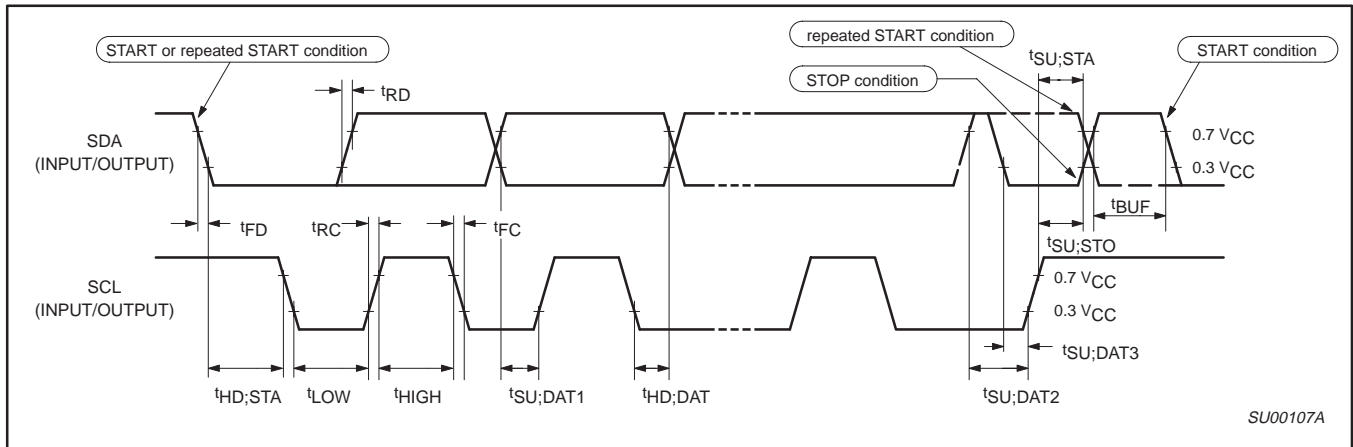 START or repeated START condition
repeated START condition
START condition
tSU;STA
STOP condition
tRD
SDA
(INPUT/OUTPUT)
0.7 VCC
0.3 VCC
tBUF
tFD
tRC
tFC
tSU;STO
SCL
(INPUT/OUTPUT)
0.7 VCC
0.3 VCC
tSU;DAT3
tHD;STA
tLOW
tHIGH
tSU;DAT1
tHD;DAT
tSU;DAT2
SU00107A